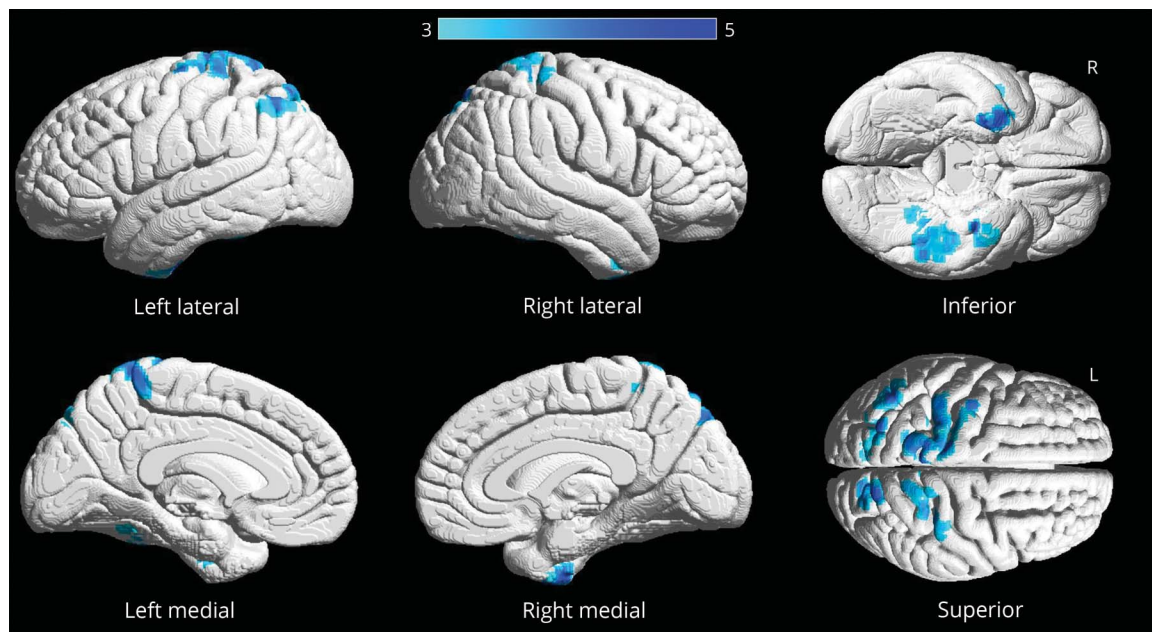 3 5
R
Left lateral
Right lateral
Inferior
L
Left medial
Right medial
Superior